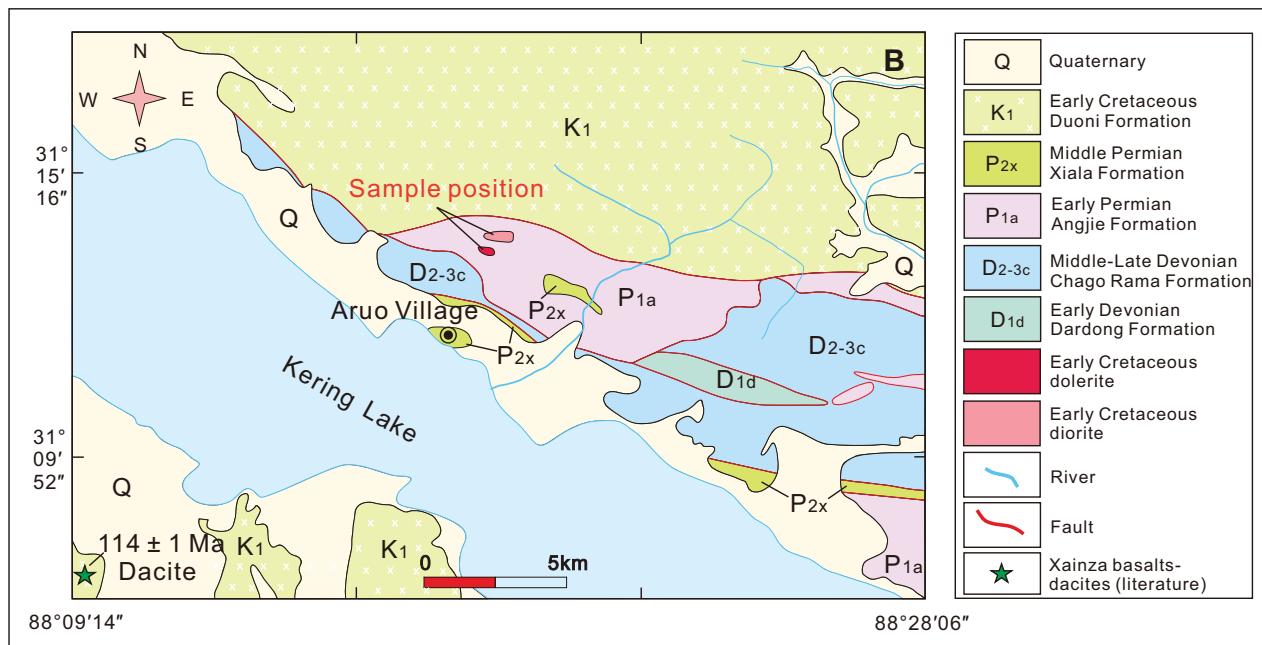 N
W E
S
B
K1
31°
15′
16″
Sample position
Q
D2-3c
P2x
P1a
Q
Aruo Village
P2x
D2-3c
D1d
Kering Lake
31°
09′
52″
Q
P2x
114 ± 1 Ma
Dacite
K1
K1
0 5km
P1a
88°09′14″
88°28′06″
Q
Quaternary
K1
Early Cretaceous
Duoni Formation
P2x
Middle Permian
Xiala Formation
P1a
Early Permian
Angjie Formation
D2-3c
Middle-Late Devonian
Chago Rama Formation
D1d
Early Devonian
Dardong Formation
Early Cretaceous
dolerite
Early Cretaceous
diorite
River
Fault
Xainza basalts-
dacites (literature)